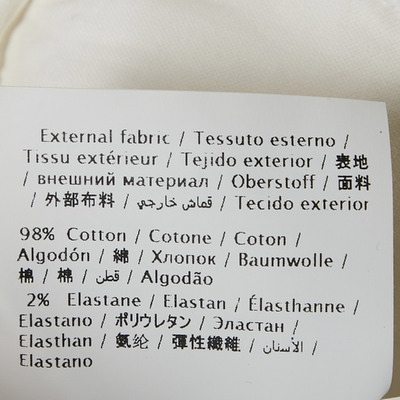 External fabric / Tessuto esterno /
Tissu extérieur / Tejido exterior / 表地
/ внешний материал / Oberstoff / 面料
/ 外部布料 / قماش خارجي / Tecido exterior
98% Cotton / Cotone / Coton /
Algodón / 綿 / Хлопок / Baumwolle /
棉 / 棉 / قطن / Algodão
2% Elastane / Elastan / Élasthanne /
Elastano / ポリウレタン / Эластан /
Elasthan / 氨纶 / 彈性纖維 / الأستان /
Elastano